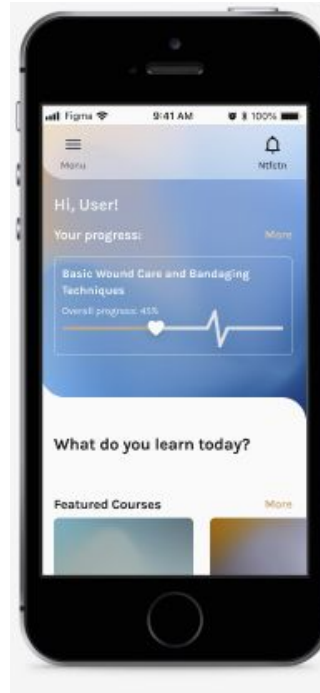 Figma 9:41 AM 100%
Menu Ntfctn
Hi, User!
Your progress: More
Basic Wound Care and Bandaging
Techniques
Overall progress: 45%
What do you learn today?
Featured Courses More